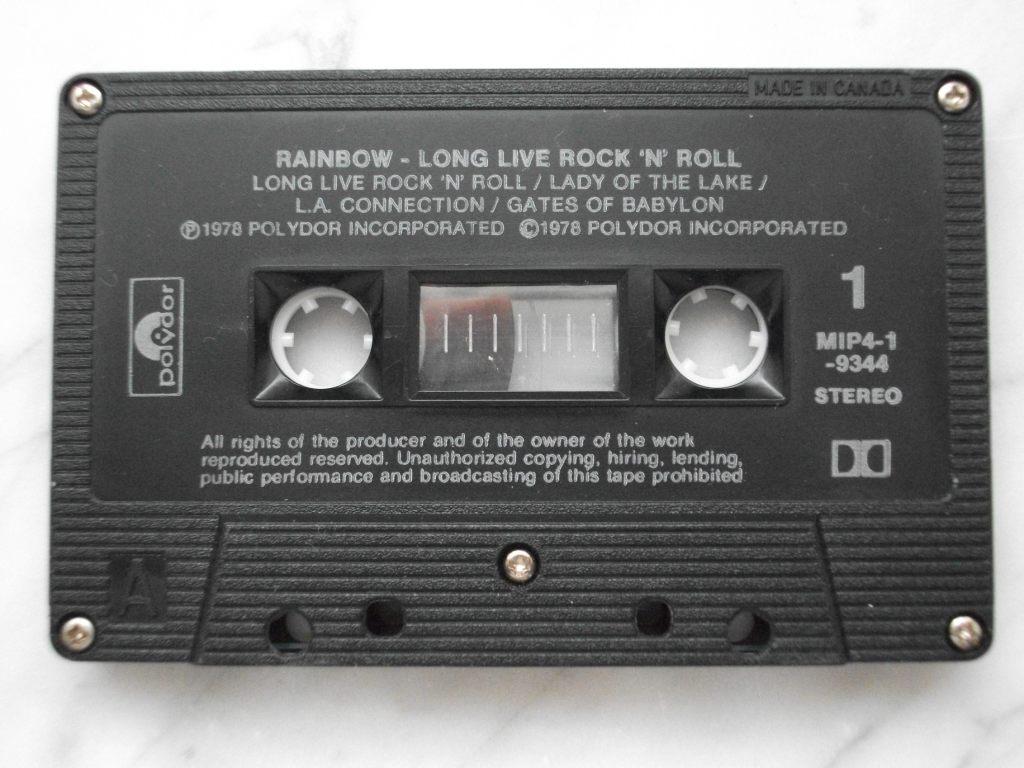 MADE IN CANADA
RAINBOW - LONG LIVE ROCK 'N' ROLL
LONG LIVE ROCK 'N' ROLL / LADY OF THE LAKE /
L.A. CONNECTION / GATES OF BABYLON
℗1978 POLYDOR INCORPORATED ©1978 POLYDOR INCORPORATED
polydor
1
MIP4-1
-9344
STEREO
All rights of the producer and of the owner of the work
reproduced reserved. Unauthorized copying, hiring, lending,
public performance and broadcasting of this tape prohibited
A